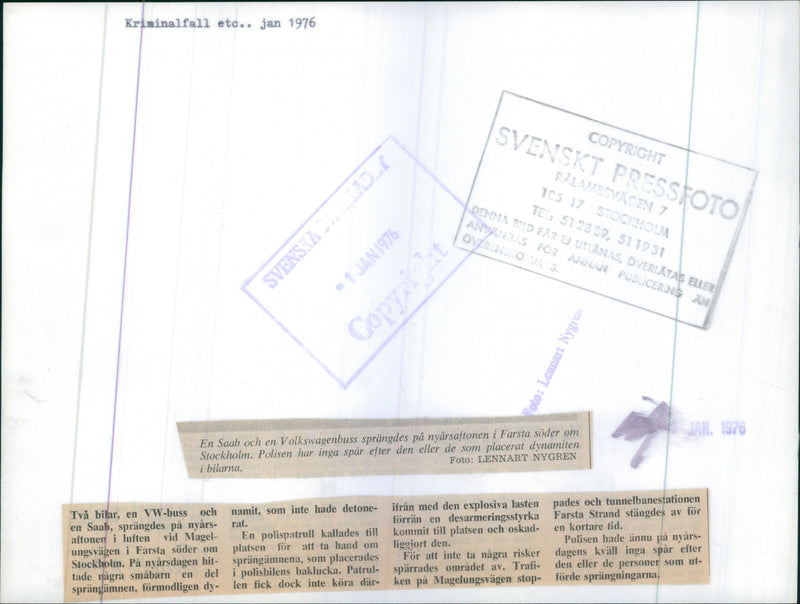 Kriminalfall etc.. jan 1976
COPYRIGHT
SVENSKT PRESSFOTO
RÅLAMBSVÄGEN 7
105 17 STOCKHOLM
TEL: 51 28 89, 51 19 31
DENNA BILD FÅR EJ UTLÅNAS, ÖVERLÅTAS ELLER
ANVÄNDAS FÖR ANNAN PUBLICERING ÄN
SVENSKA
1 JAN 1976
Copyright
Foto: Lennart Nygren
JAN. 1976
En Saab och en Volkswagenbuss sprängdes på nyårsaftonen i Farsta söder om
Stockholm. Polisen har inga spår efter den eller de som placerat dynamiten
i bilarna.
Foto: LENNART NYGREN
Två bilar, en VW-buss och
en Saab, sprängdes på nyårs-
aftonen i luften vid Magel-
ungsvägen i Farsta söder om
Stockholm. På nyårsdagen hit-
tade några småbarn en del
sprängämnen, förmodligen dy-
namit, som inte hade detone-
rat.
En polispatrull kallades till
platsen för att ta hand om
sprängämnena, som placerades
i polisbilens baklucka. Patrul-
len fick dock inte köra där-
ifrån med den explosiva lasten
förrän en desarmeringsstyrka
kommit till platsen och oskad-
liggjort den.
För att inte ta några risker
spärrades området av. Trafi-
ken på Magelungsvägen stop-
pades och tunnelbanestationen
Farsta Strand stängdes av för
en kortare tid.
Polisen hade ännu på nyårs-
dagens kväll inga spår efter
den eller de personer som ut-
förde sprängningarna.